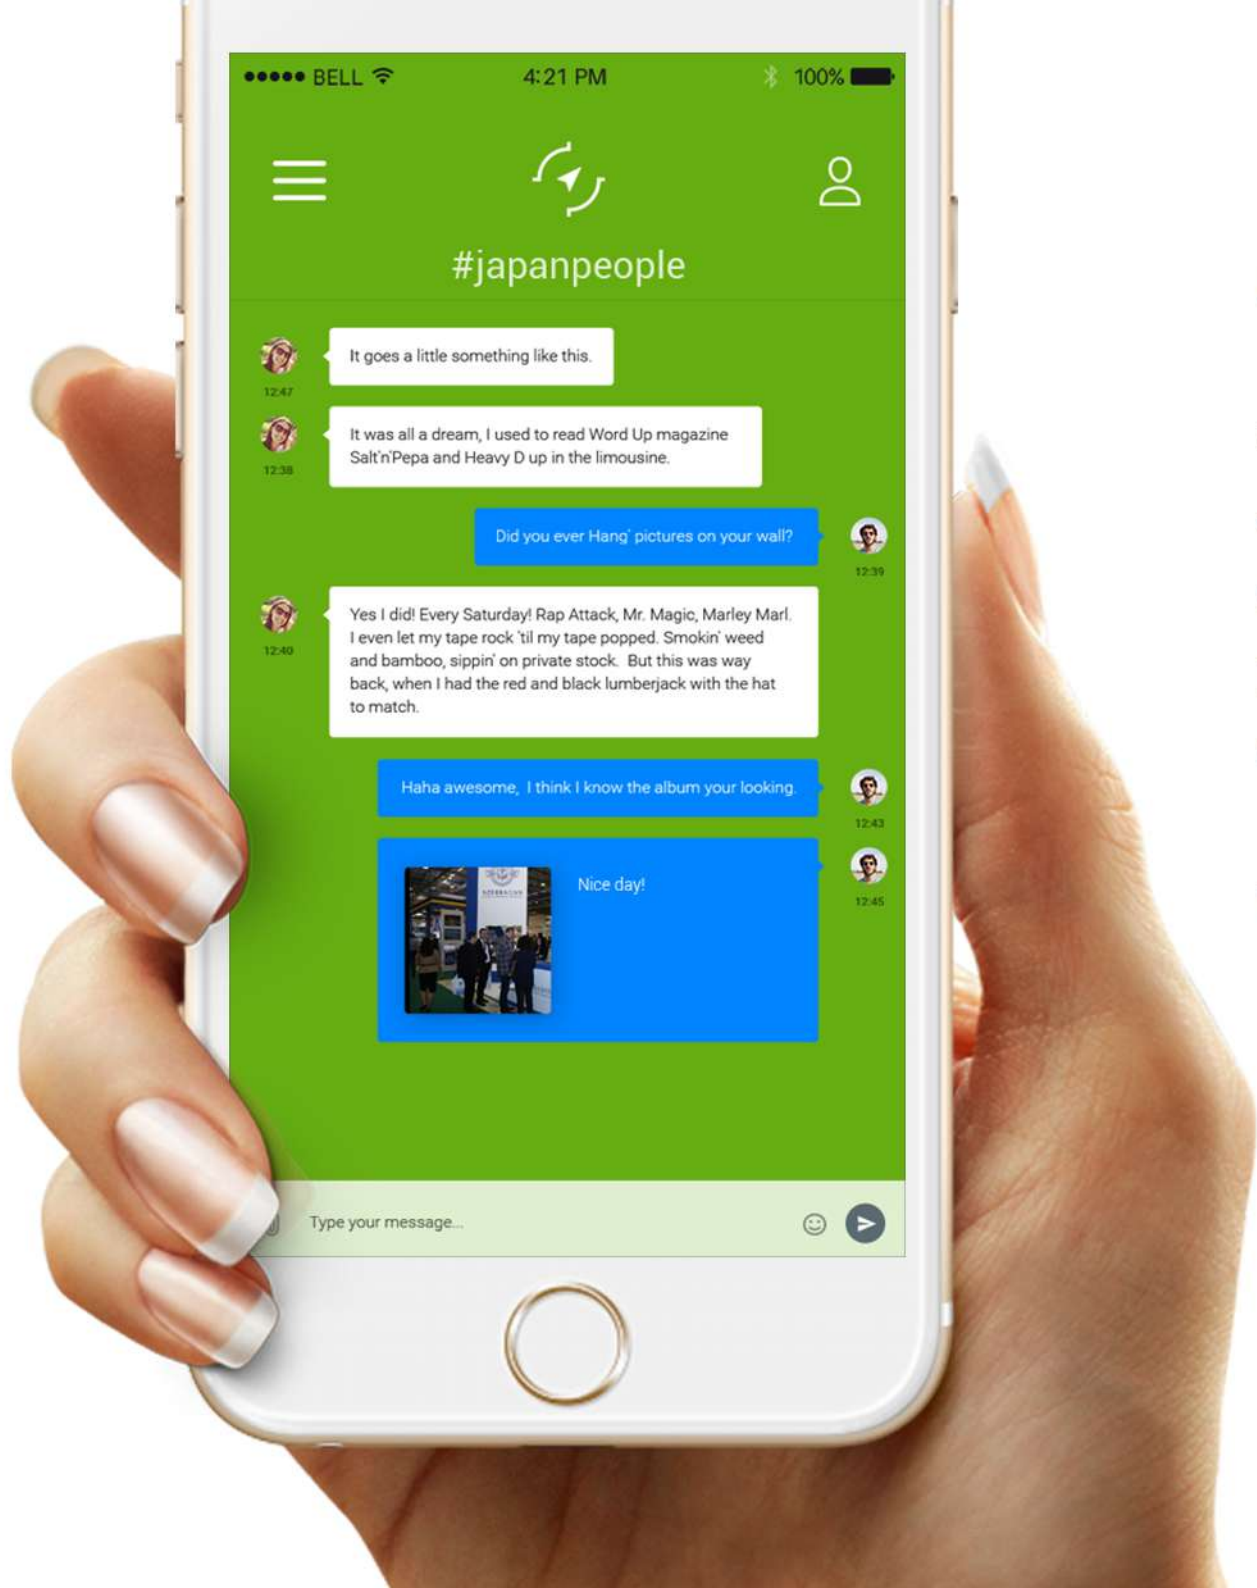 BELL 4:21 PM 100%
#japanpeople
It goes a little something like this.
12:47
It was all a dream, I used to read Word Up magazine
Salt'n'Pepa and Heavy D up in the limousine.
12:38
Did you ever Hang' pictures on your wall?
12:39
Yes I did! Every Saturday! Rap Attack, Mr. Magic, Marley Marl.
I even let my tape rock 'til my tape popped. Smokin' weed
and bamboo, sippin' on private stock. But this was way
back, when I had the red and black lumberjack with the hat
to match.
12:40
Haha awesome, I think I know the album your looking.
12:43
Nice day!
12:45
Type your message...